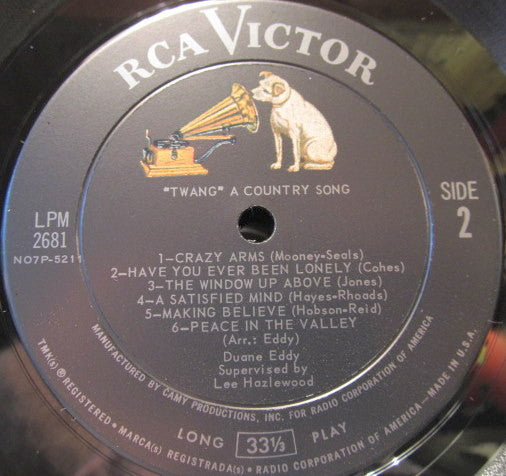 RCA VICTOR
"TWANG" A COUNTRY SONG
LPM
2681
NO7P-5211
SIDE
2
1—CRAZY ARMS (Mooney-Seals)
2—HAVE YOU EVER BEEN LONELY (Cohes)
3—THE WINDOW UP ABOVE (Jones)
4—A SATISFIED MIND (Hayes-Rhoads)
5—MAKING BELIEVE (Hobson-Reid)
6—PEACE IN THE VALLEY
(Arr.: Eddy)
Duane Eddy
Supervised by
Lee Hazlewood
MANUFACTURED BY CAMY PRODUCTIONS, INC. FOR RADIO CORPORATION OF AMERICA
LONG 33⅓ PLAY
TMK(s) ® REGISTERED • MARCA(s) REGISTRADA(s) • RADIO CORPORATION OF AMERICA—MADE IN U.S.A.